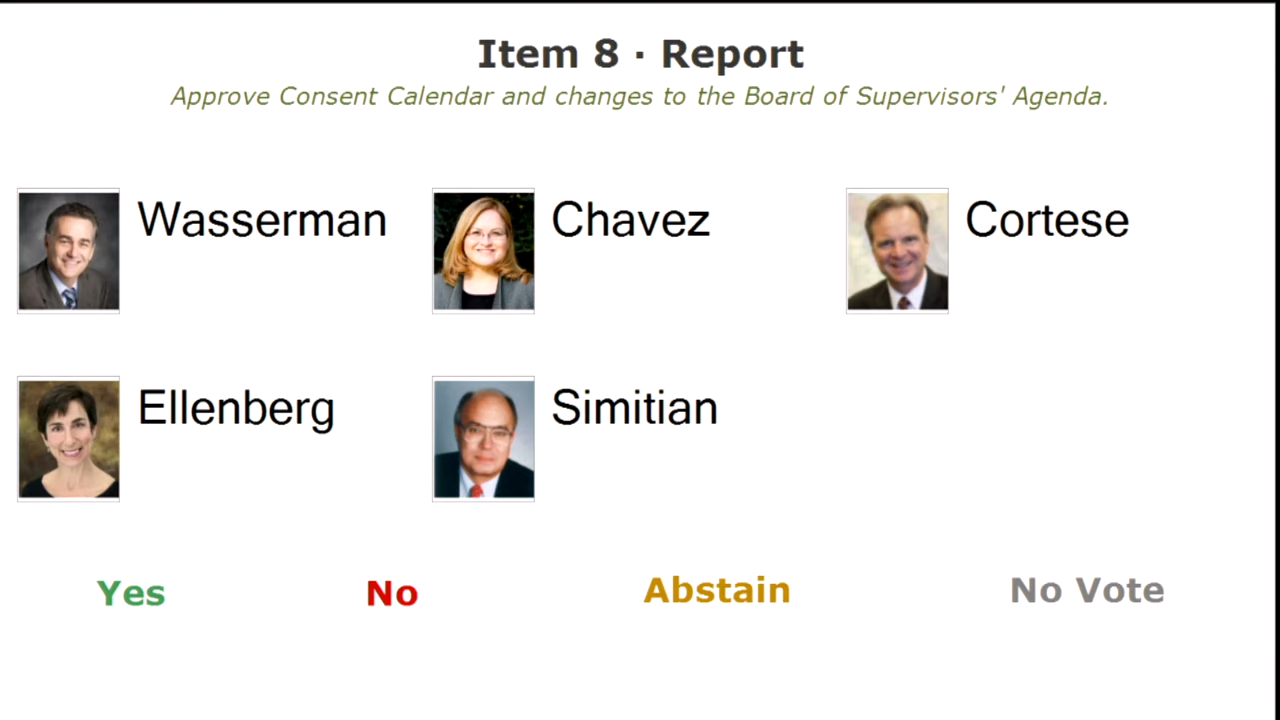 Item 8 · Report
Approve Consent Calendar and changes to the Board of Supervisors' Agenda.
Wasserman
Chavez
Cortese
Ellenberg
Simitian
Yes
No
Abstain
No Vote